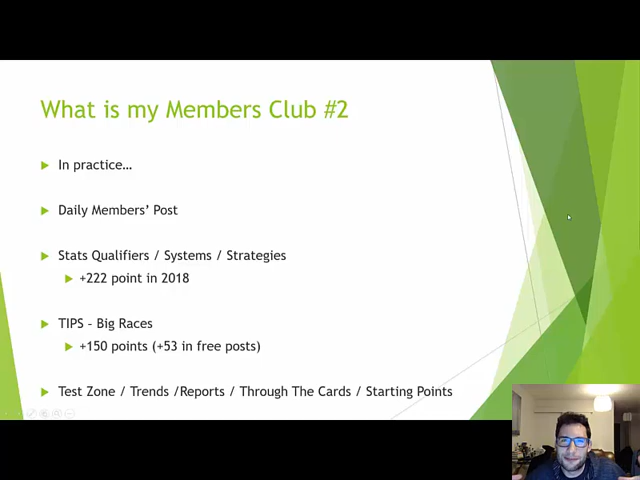 What is my Members Club #2
In practice…
Daily Members' Post
Stats Qualifiers / Systems / Strategies
+222 point in 2018
TIPS – Big Races
+150 points (+53 in free posts)
Test Zone / Trends /Reports / Through The Cards / Starting Points